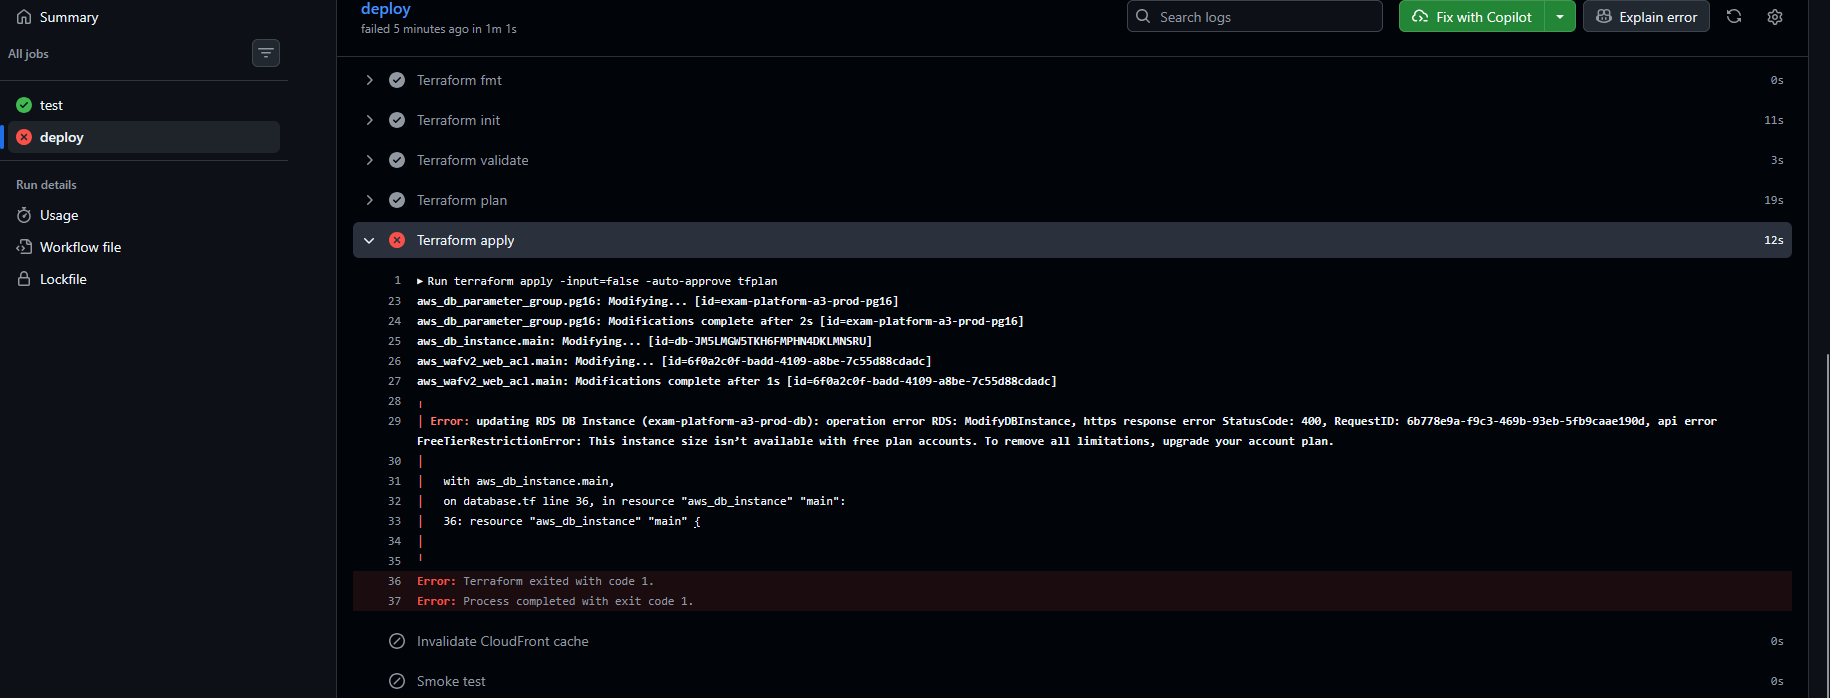 Summary
All jobs
test
deploy
Run details
Usage
Workflow file
Lockfile
deploy
failed 5 minutes ago in 1m 1s
Search logs
Fix with Copilot
Explain error
Terraform fmt 0s
Terraform init 11s
Terraform validate 3s
Terraform plan 19s
Terraform apply 12s
1 Run terraform apply -input=false -auto-approve tfplan
23 aws_db_parameter_group.pg16: Modifying... [id=exam-platform-a3-prod-pg16]
24 aws_db_parameter_group.pg16: Modifications complete after 2s [id=exam-platform-a3-prod-pg16]
25 aws_db_instance.main: Modifying... [id=db-JM5LMGW5TKH6FMPHN4DKLMNSRU]
26 aws_wafv2_web_acl.main: Modifying... [id=6f0a2c0f-badd-4109-a8be-7c55d88cdadc]
27 aws_wafv2_web_acl.main: Modifications complete after 1s [id=6f0a2c0f-badd-4109-a8be-7c55d88cdadc]
28 ╷
29 │ Error: updating RDS DB Instance (exam-platform-a3-prod-db): operation error RDS: ModifyDBInstance, https response error StatusCode: 400, RequestID: 6b778e9a-f9c3-469b-93eb-5fb9caae190d, api error
FreeTierRestrictionError: This instance size isn’t available with free plan accounts. To remove all limitations, upgrade your account plan.
30 │
31 │ with aws_db_instance.main,
32 │ on database.tf line 36, in resource "aws_db_instance" "main":
33 │ 36: resource "aws_db_instance" "main" {
34 │
35 ╵
36 Error: Terraform exited with code 1.
37 Error: Process completed with exit code 1.
Invalidate CloudFront cache 0s
Smoke test 0s